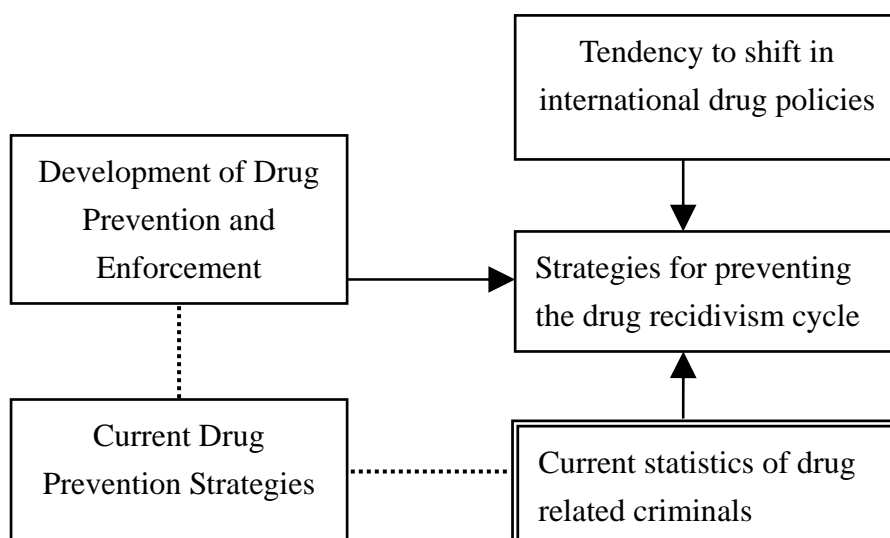 Tendency to shift in
international drug policies
Development of Drug
Prevention and
Enforcement
Strategies for preventing
the drug recidivism cycle
Current Drug
Prevention Strategies
Current statistics of drug
related criminals